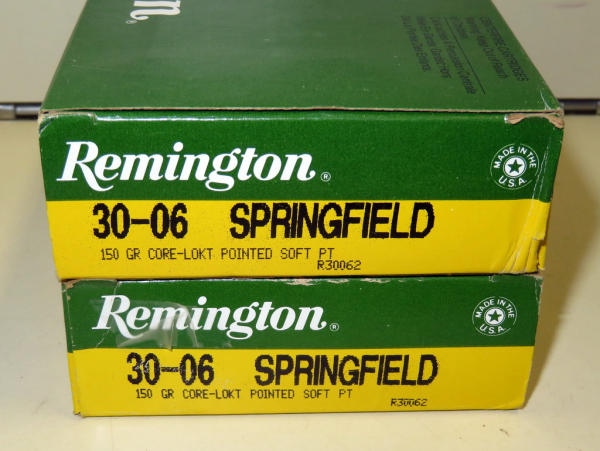 Remington®
MADE IN THE U.S.A.
30-06 SPRINGFIELD
150 GR CORE-LOKT POINTED SOFT PT
R30062
Remington®
MADE IN THE U.S.A.
30-06 SPRINGFIELD
150 GR CORE-LOKT POINTED SOFT PT
R30062